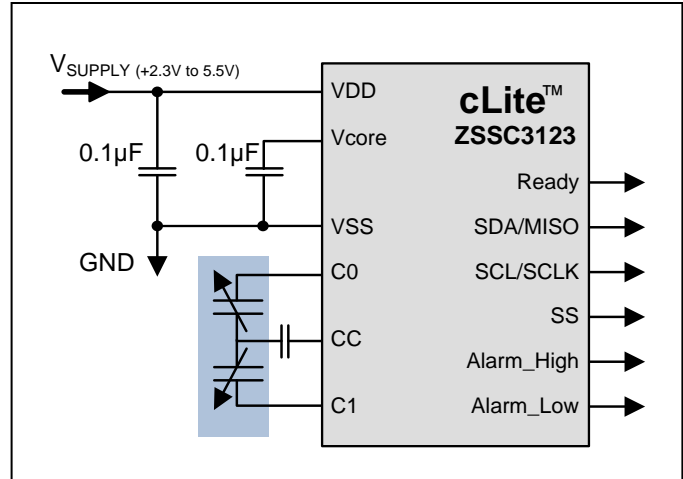 VSUPPLY (+2.3V to 5.5V)
0.1µF
0.1µF
GND
VDD
Vcore
VSS
C0
CC
C1
cLite™
ZSSC3123
Ready
SDA/MISO
SCL/SCLK
SS
Alarm_High
Alarm_Low